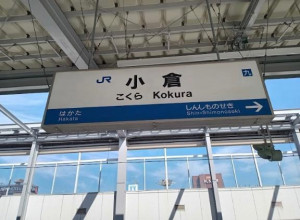 JR 小倉 九
こくら Kokura
はかた しんしものせき
Hakata Shin-Shimonoseki